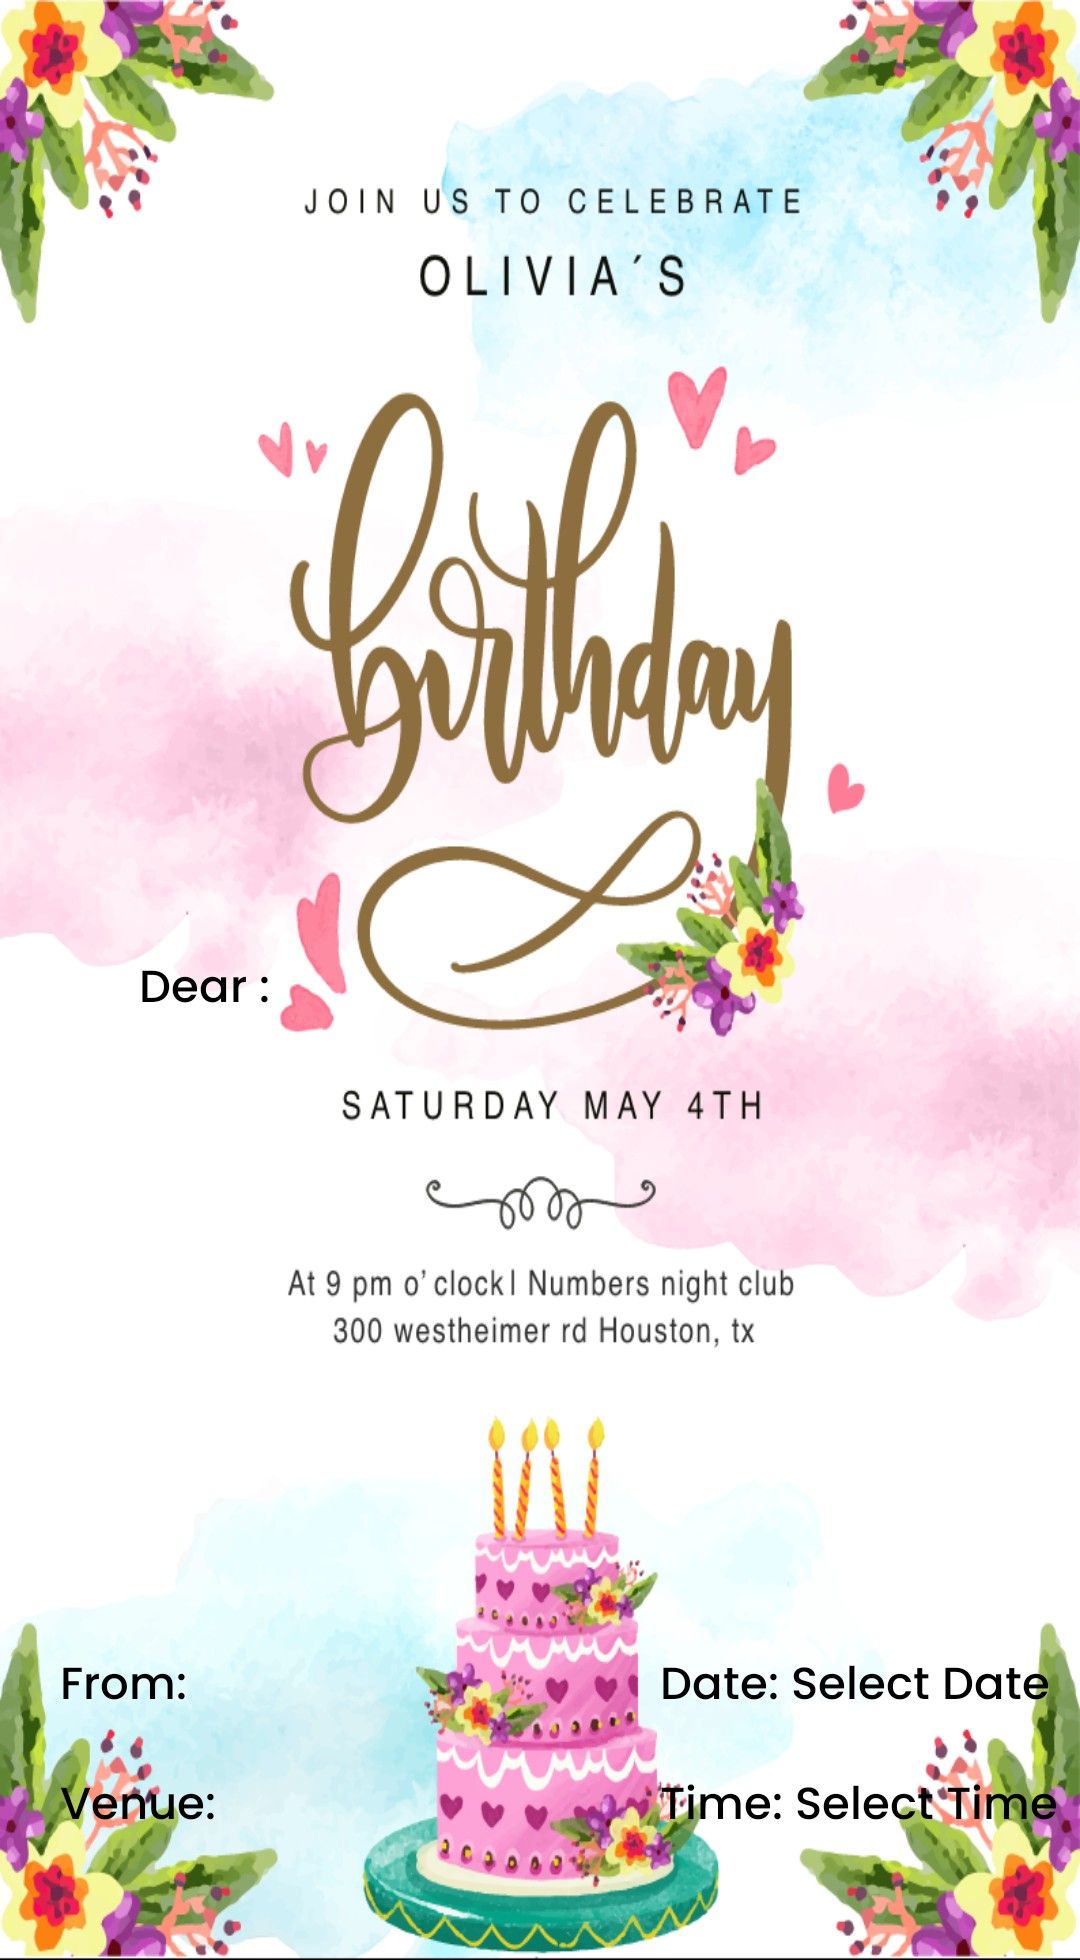 JOIN US TO CELEBRATE
OLIVIA´S
birthday
Dear :
SATURDAY MAY 4TH
At 9 pm o’clock| Numbers night club
300 westheimer rd Houston, tx
From:
Date: Select Date
Venue:
Time: Select Time